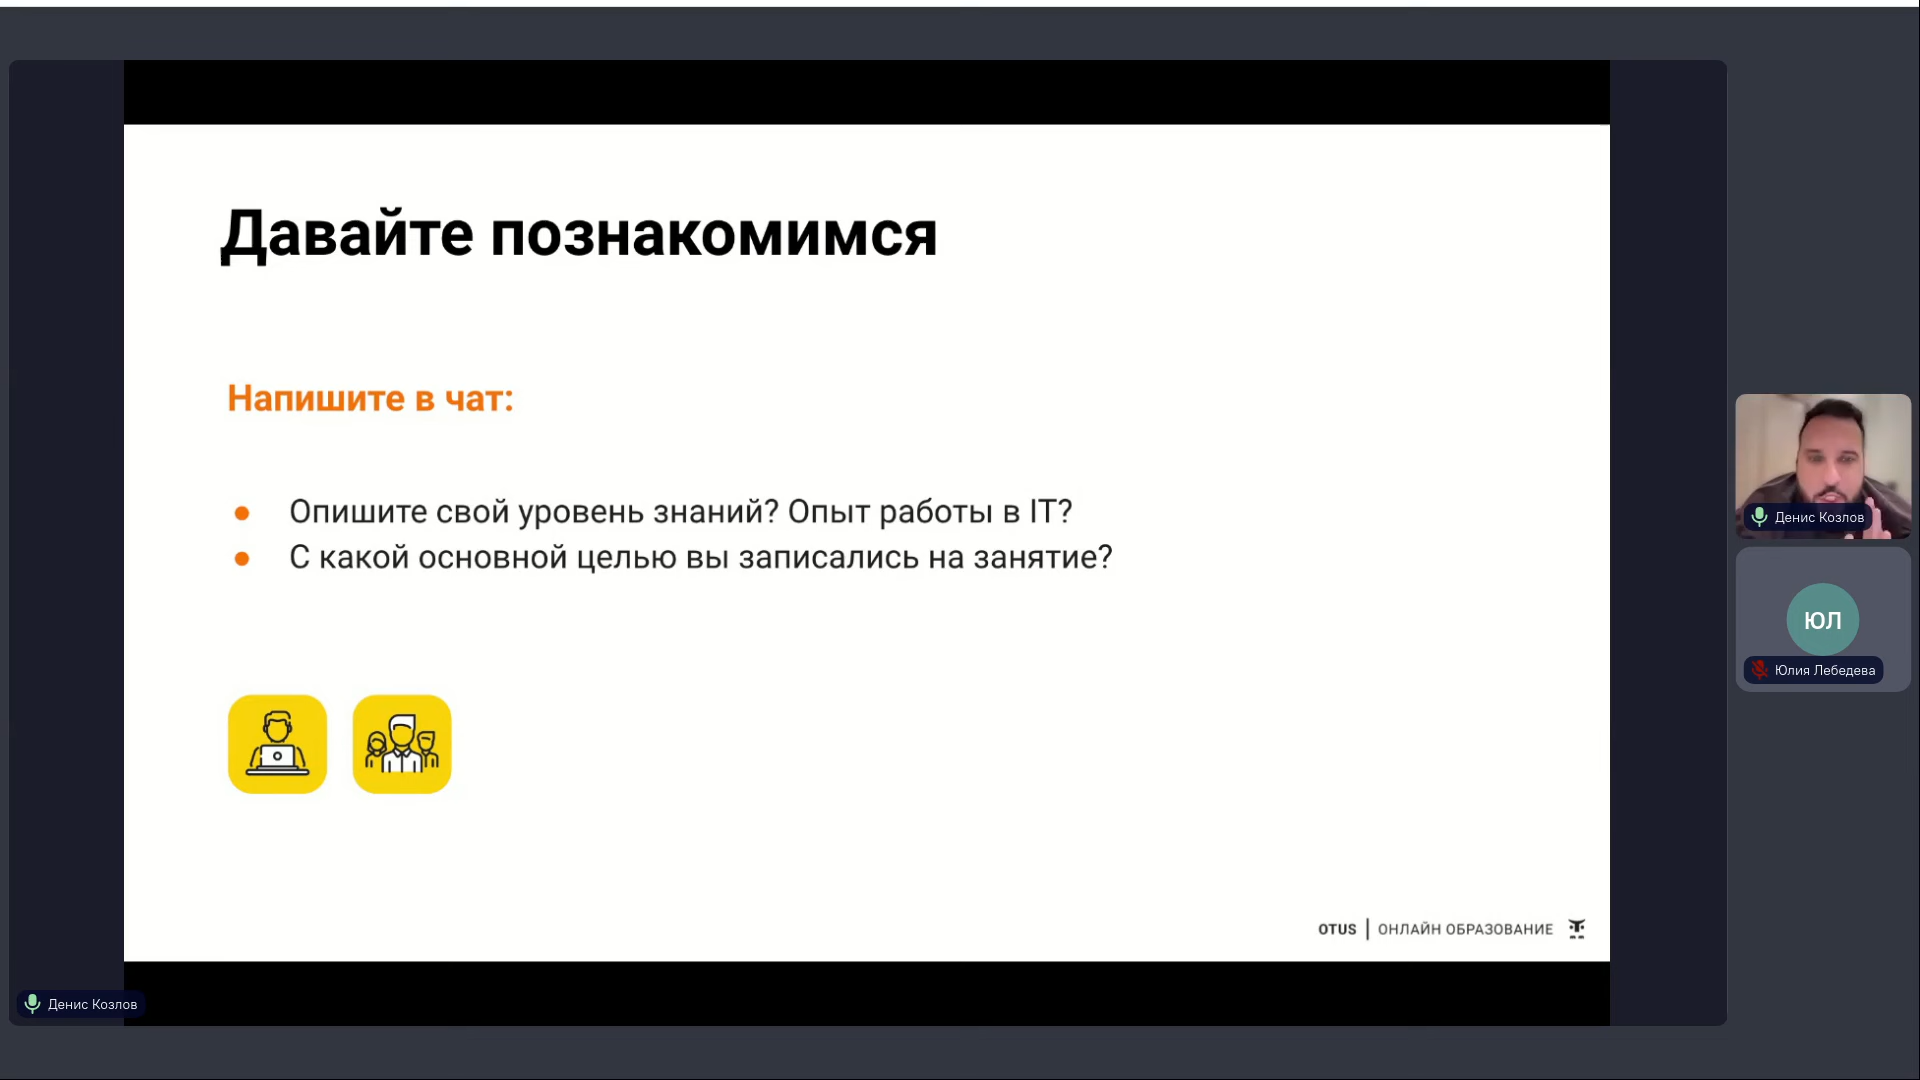 Давайте познакомимся
Напишите в чат:
● Опишите свой уровень знаний? Опыт работы в IT?
● С какой основной целью вы записались на занятие?
OTUS | ОНЛАЙН ОБРАЗОВАНИЕ
Денис Козлов
Денис Козлов
ЮЛ
Юлия Лебедева